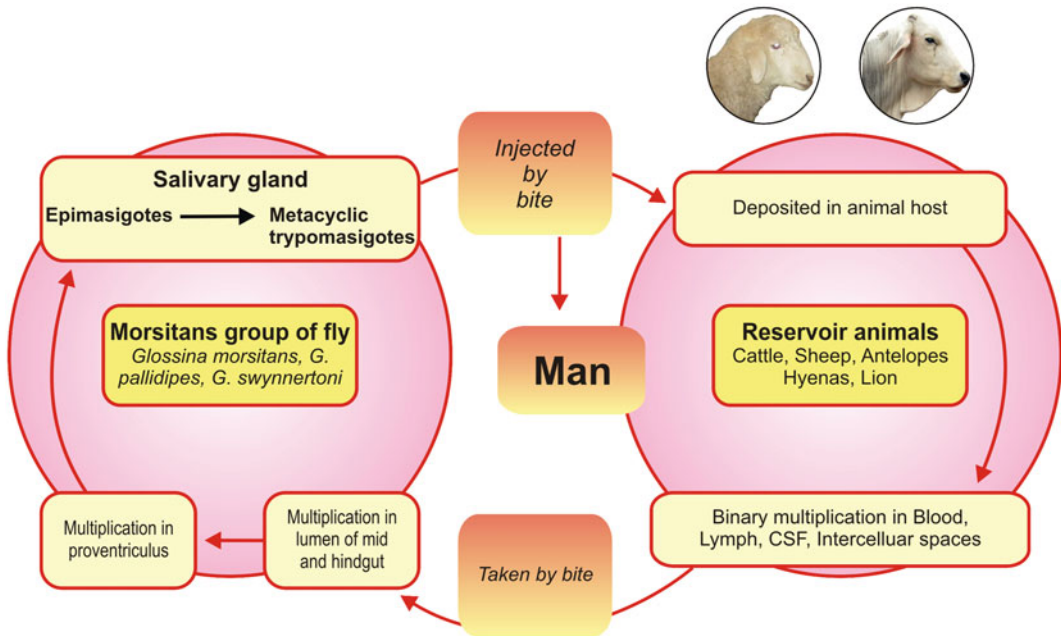 Salivary gland
Epimasigotes
Metacyclic
trypomasigotes
Morsitans group of fly
Glossina morsitans, G.
pallidipes, G. swynnertoni
Multiplication in
proventriculus
Multiplication in
lumen of mid
and hindgut
Injected
by
bite
Man
Taken by bite
Deposited in animal host
Reservoir animals
Cattle, Sheep, Antelopes
Hyenas, Lion
Binary multiplication in Blood,
Lymph, CSF, Intercelluar spaces